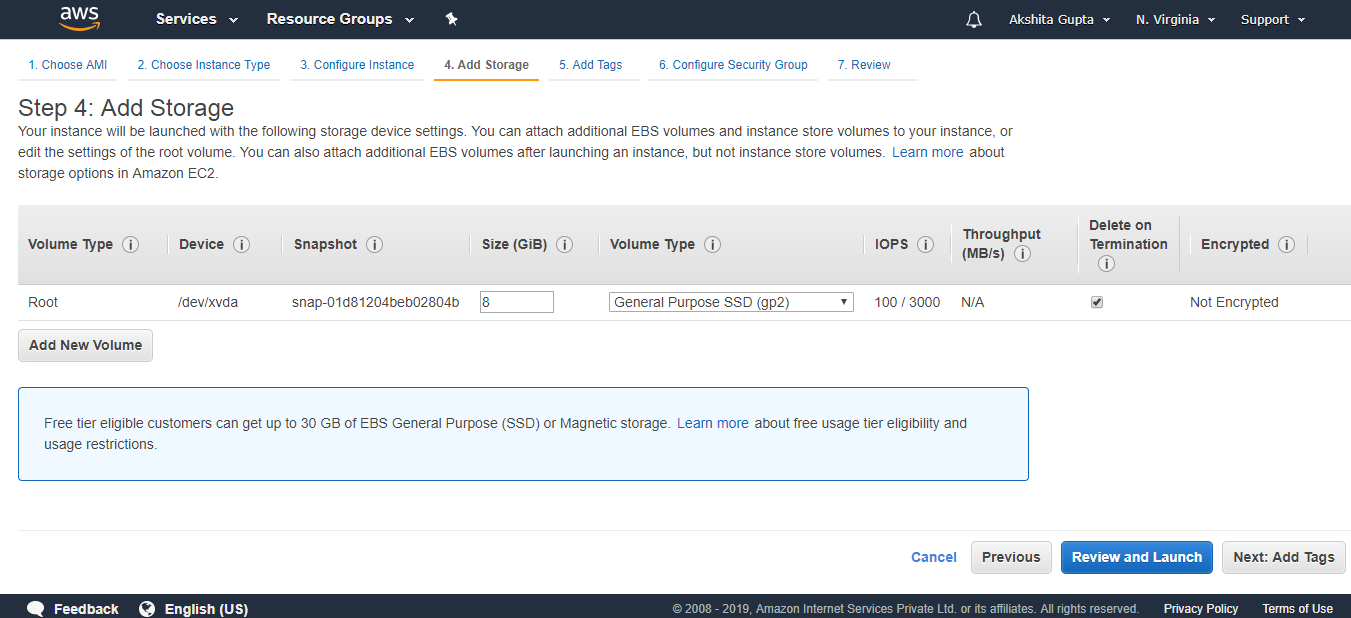 aws Services Resource Groups Akshita Gupta N. Virginia Support
1. Choose AMI 2. Choose Instance Type 3. Configure Instance 4. Add Storage 5. Add Tags 6. Configure Security Group 7. Review
Step 4: Add Storage
Your instance will be launched with the following storage device settings. You can attach additional EBS volumes and instance store volumes to your instance, or
edit the settings of the root volume. You can also attach additional EBS volumes after launching an instance, but not instance store volumes. Learn more about
storage options in Amazon EC2.
Volume Type i Device i Snapshot i Size (GiB) i Volume Type i IOPS i Throughput (MB/s) i Delete on Termination i Encrypted i
Root /dev/xvda snap-01d81204beb02804b 8 General Purpose SSD (gp2) 100 / 3000 N/A Not Encrypted
Add New Volume
Free tier eligible customers can get up to 30 GB of EBS General Purpose (SSD) or Magnetic storage. Learn more about free usage tier eligibility and
usage restrictions.
Cancel Previous Review and Launch Next: Add Tags
Feedback English (US) © 2008 - 2019, Amazon Internet Services Private Ltd. or its affiliates. All rights reserved. Privacy Policy Terms of Use